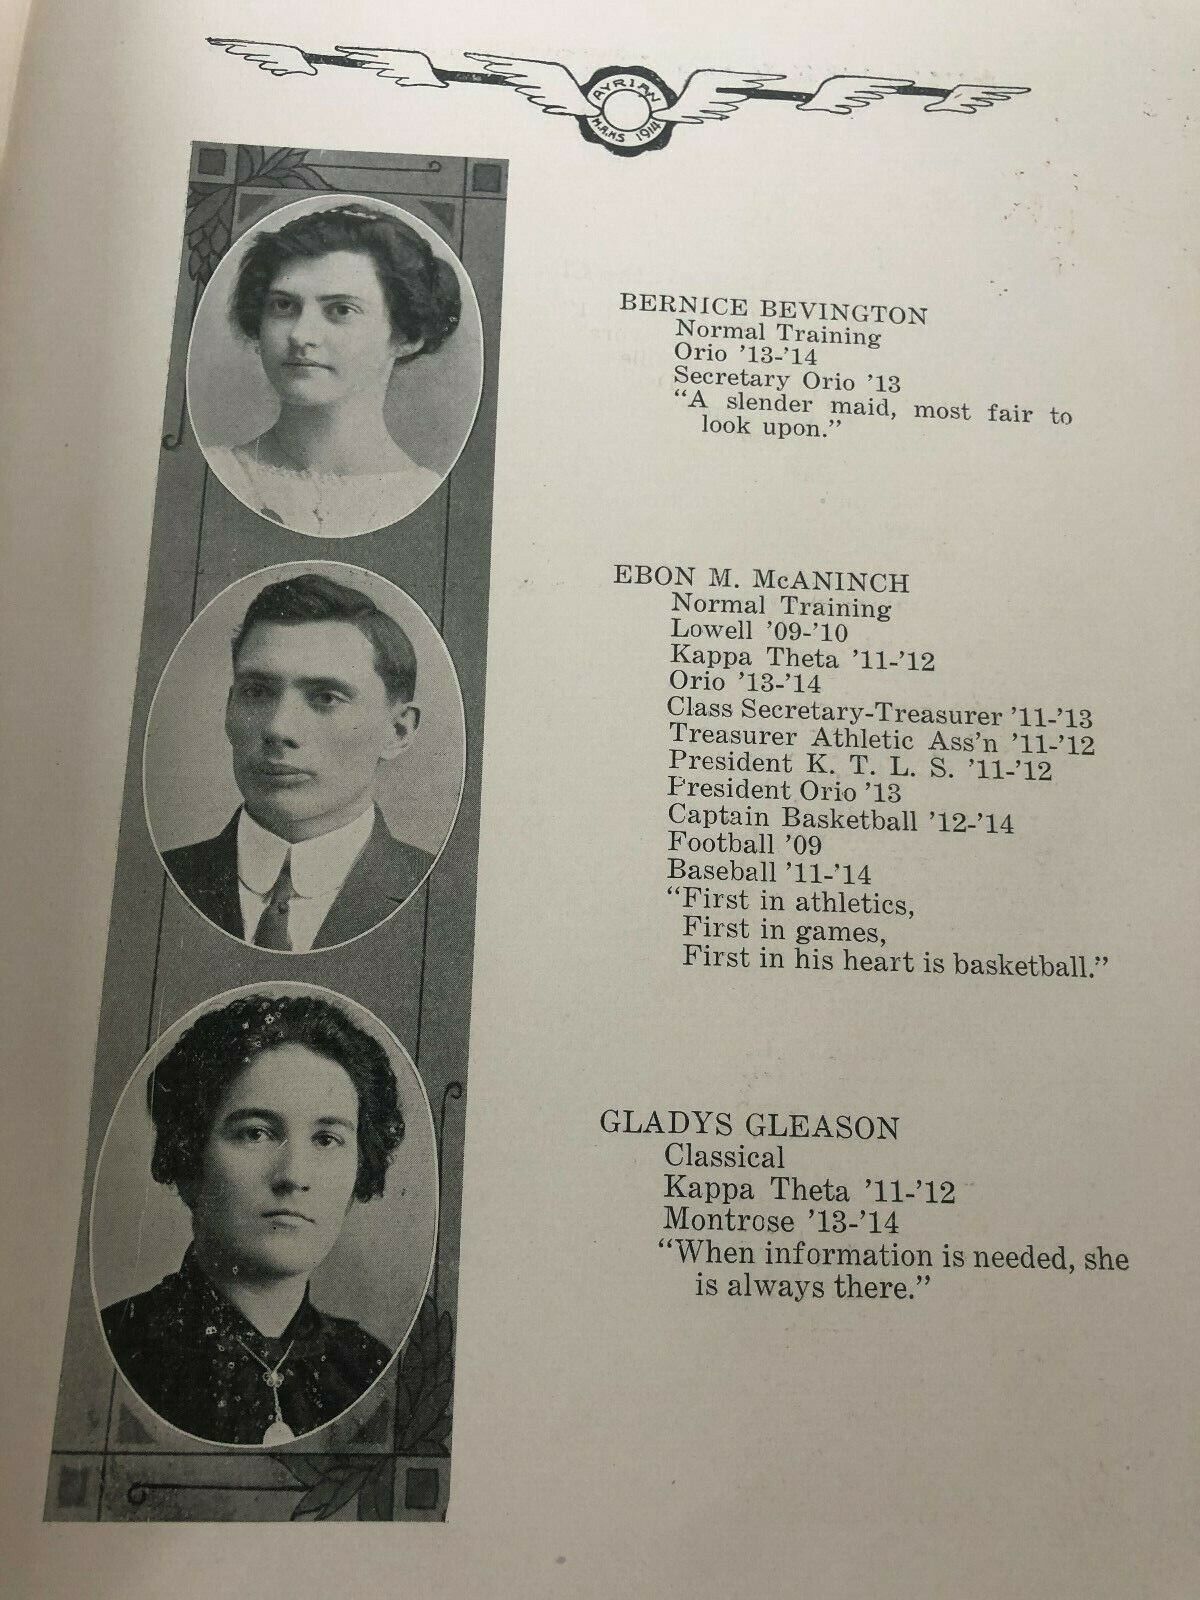 AYRIAN
M.A.H.S 1914
BERNICE BEVINGTON
Normal Training
Orio ’13-’14
Secretary Orio ’13
“A slender maid, most fair to
look upon.”
EBON M. McANINCH
Normal Training
Lowell ’09-’10
Kappa Theta ’11-’12
Orio ’13-’14
Class Secretary-Treasurer ’11-’13
Treasurer Athletic Ass’n ’11-’12
President K. T. L. S. ’11-’12
President Orio ’13
Captain Basketball ’12-’14
Football ’09
Baseball ’11-’14
“First in athletics,
First in games,
First in his heart is basketball.”
GLADYS GLEASON
Classical
Kappa Theta ’11-’12
Montrose ’13-’14
“When information is needed, she
is always there.”